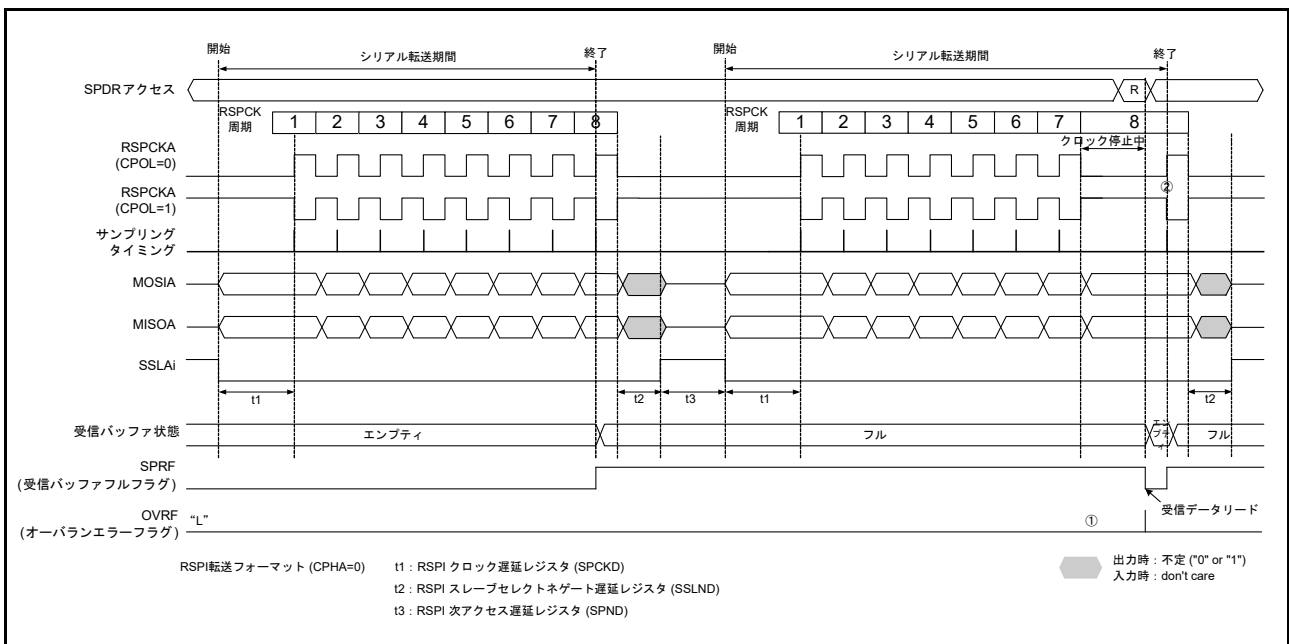 開始 シリアル転送期間 終了 開始 シリアル転送期間 終了
SPDRアクセス R
RSPCK
周期 1 2 3 4 5 6 7 8
RSPCK
周期 1 2 3 4 5 6 7 8
クロック停止中
RSPCKA
(CPOL=0)
RSPCKA
(CPOL=1)
②
サンプリング
タイミング
MOSIA
MISOA
SSLAi
t1 t2 t3 t1 t2
受信バッファ状態 エンプティ フル エンプティ フル
SPRF
(受信バッファフルフラグ)
受信データリード
OVRF
(オーバランエラーフラグ)
“L”
①
RSPI転送フォーマット (CPHA=0)
t1 : RSPI クロック遅延レジスタ (SPCKD)
t2 : RSPI スレーブセレクトネゲート遅延レジスタ (SSLND)
t3 : RSPI 次アクセス遅延レジスタ (SPND)
出力時 : 不定 ("0" or "1")
入力時 : don't care